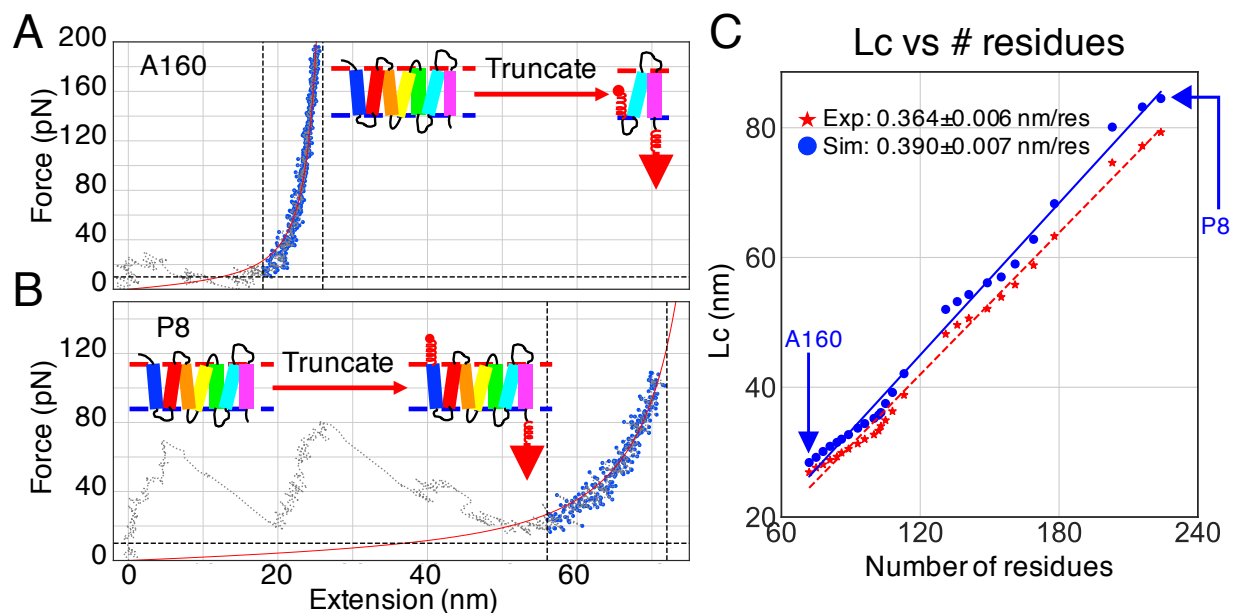 A
200
160
120
80
40
0
Force (pN)
A160
Truncate
B
120
80
40
0
Force (pN)
P8
Truncate
0
20
40
60
Extension (nm)
C
Lc vs # residues
Exp: 0.364±0.006 nm/res
Sim: 0.390±0.007 nm/res
P8
A160
80
60
40
20
Lc (nm)
60
120
180
240
Number of residues